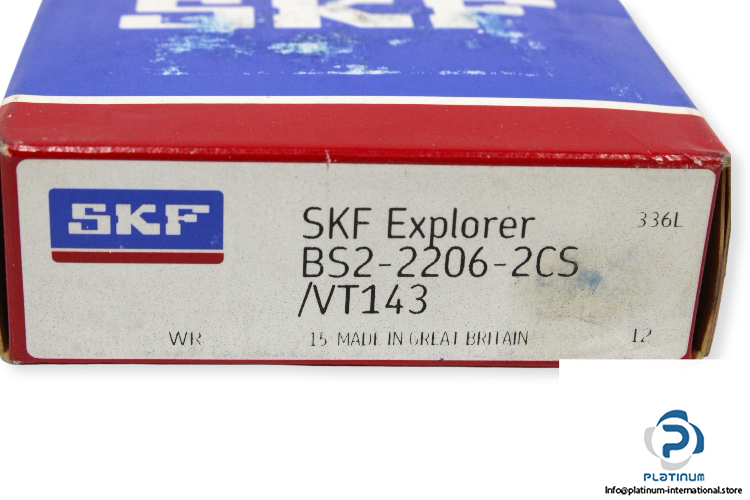 SKF
SKF
SKF Explorer
336L
BS2-2206-2CS
/VT143
WR
15 MADE IN GREAT BRITAIN
12
PLATINUM
Info@platinum-international.store